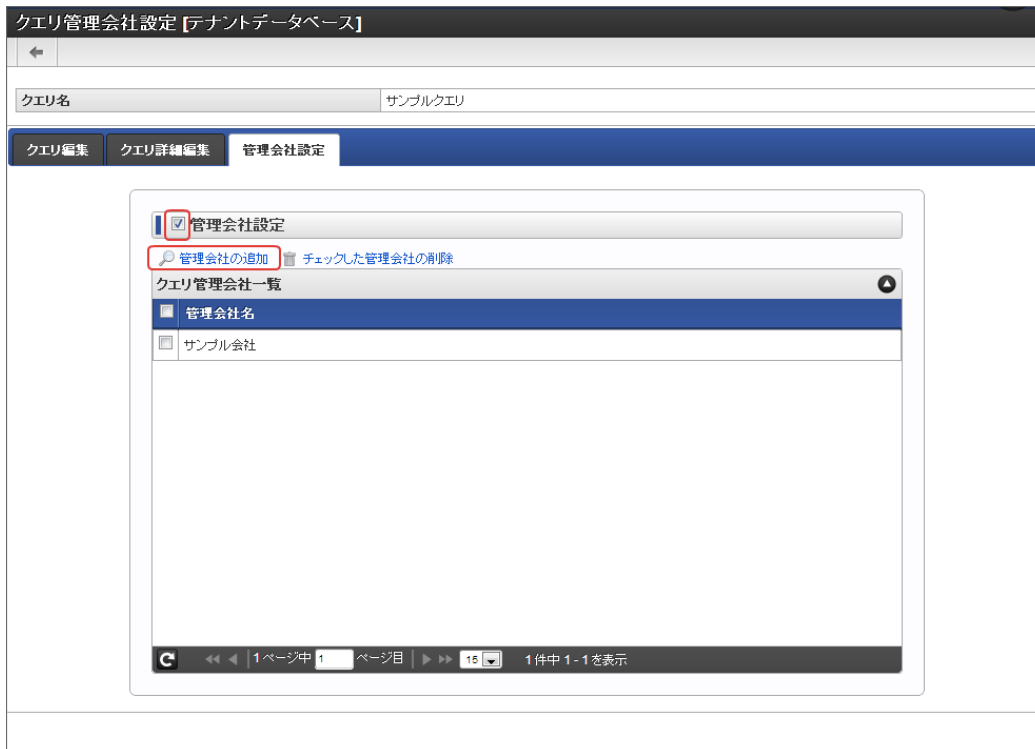 クエリ管理会社設定 [テナントデータベース]
クエリ名 サンプルクエリ
クエリ編集 クエリ詳細編集 管理会社設定
管理会社設定
管理会社の追加 チェックした管理会社の削除
クエリ管理会社一覧
管理会社名
サンプル会社
1ページ中 1 ページ目 15 1件中 1 - 1 を表示